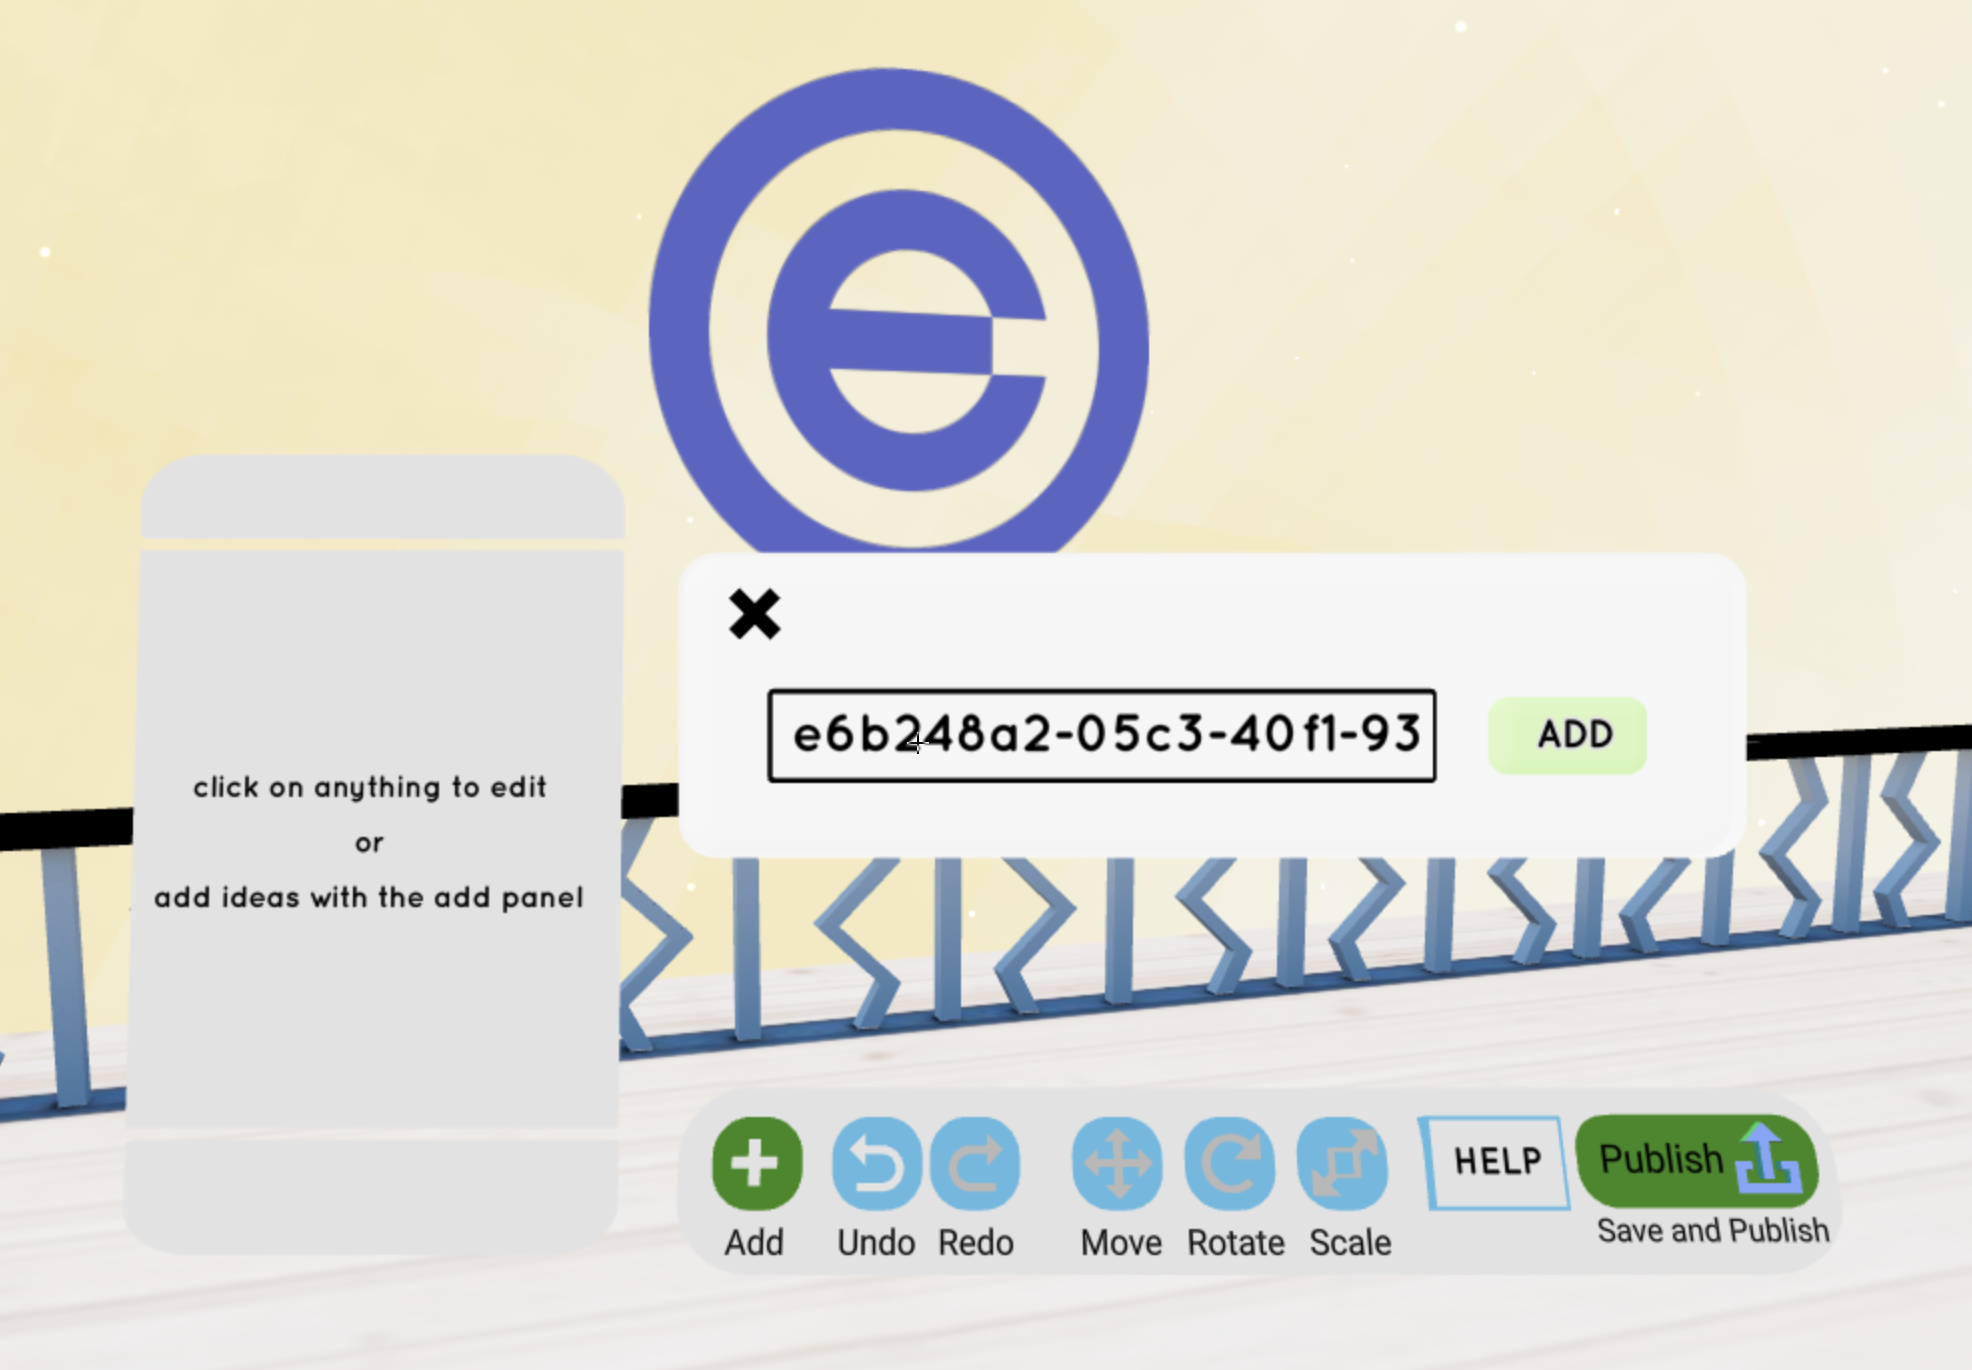 e
e6b248a2-05c3-40f1-93
ADD
click on anything to edit
or
add ideas with the add panel
HELP
Publish
Add
Undo
Redo
Move
Rotate
Scale
Save and Publish